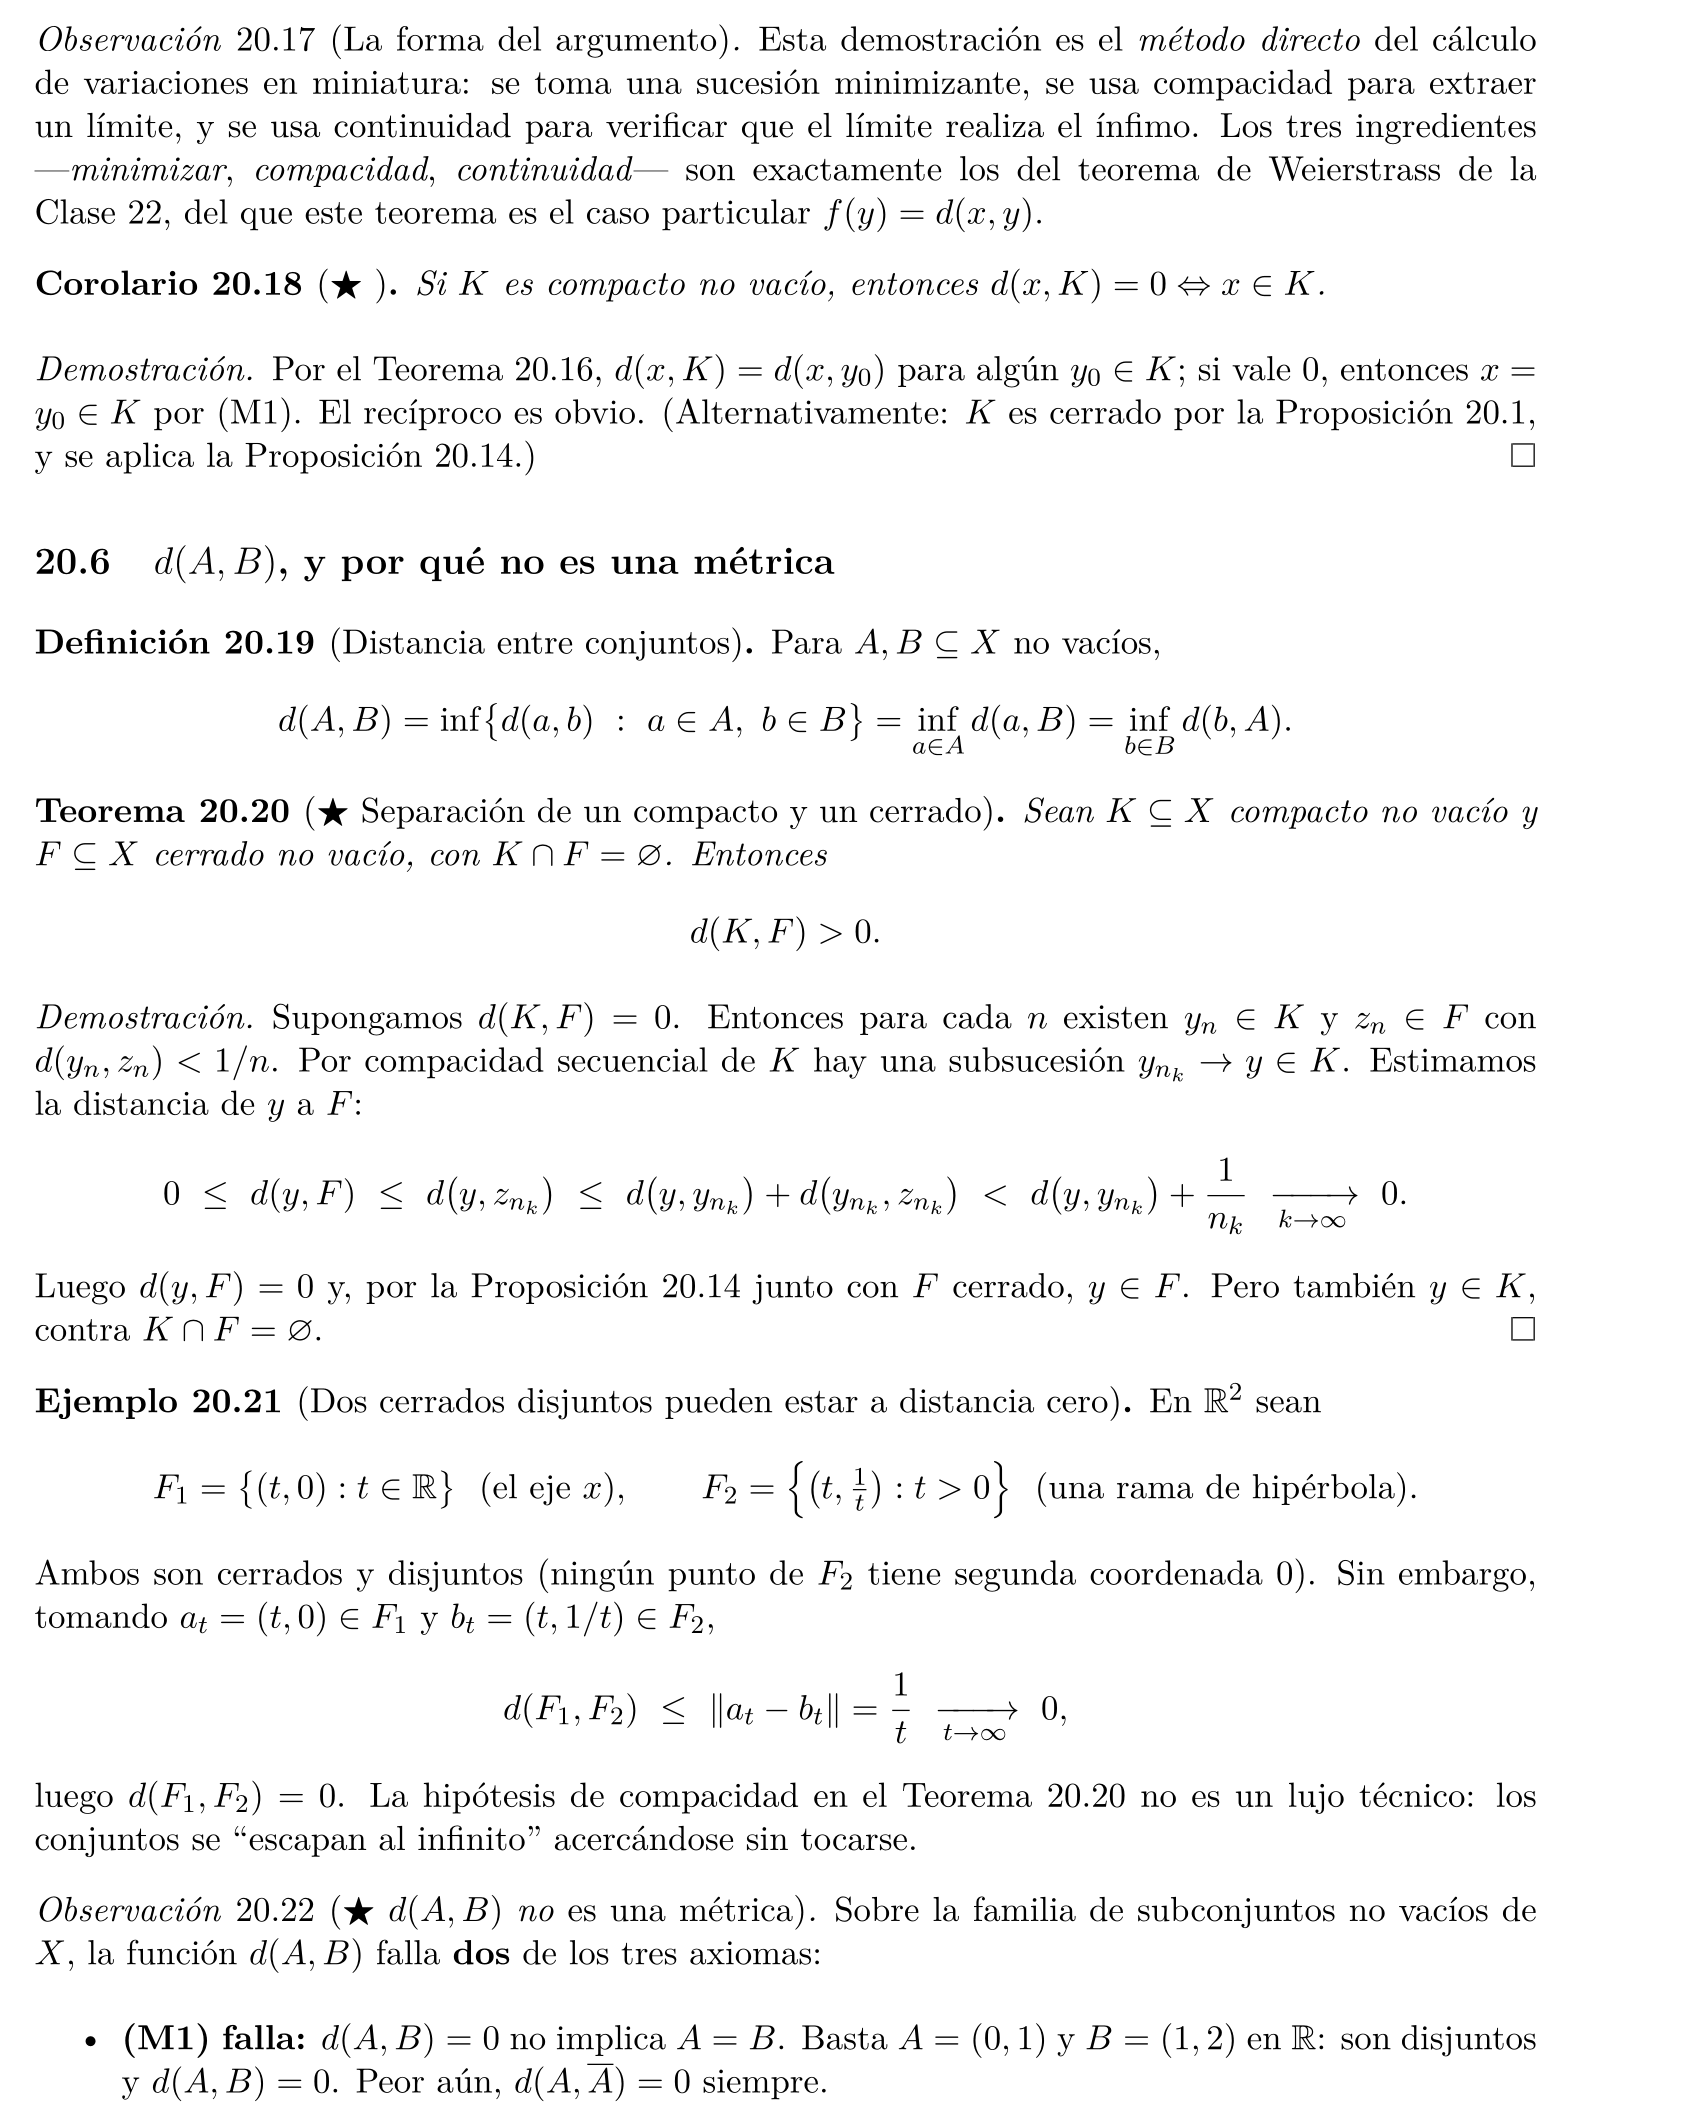 Observación 20.17 (La forma del argumento). Esta demostración es el método directo del cálculo
de variaciones en miniatura: se toma una sucesión minimizante, se usa compacidad para extraer
un límite, y se usa continuidad para verificar que el límite realiza el ínfimo. Los tres ingredientes
—minimizar, compacidad, continuidad— son exactamente los del teorema de Weierstrass de la
Clase 22, del que este teorema es el caso particular f(y) = d(x, y).
Corolario 20.18 (★ ). Si K es compacto no vacío, entonces d(x, K) = 0 ⇔ x ∈ K.
Demostración. Por el Teorema 20.16, d(x, K) = d(x, y₀) para algún y₀ ∈ K; si vale 0, entonces x =
y₀ ∈ K por (M1). El recíproco es obvio. (Alternativamente: K es cerrado por la Proposición 20.1,
y se aplica la Proposición 20.14.) □
20.6 d(A, B), y por qué no es una métrica
Definición 20.19 (Distancia entre conjuntos). Para A, B ⊆ X no vacíos,
d(A, B) = inf{d(a, b) : a ∈ A, b ∈ B} = inf_{a∈A} d(a, B) = inf_{b∈B} d(b, A).
Teorema 20.20 (★ Separación de un compacto y un cerrado). Sean K ⊆ X compacto no vacío y
F ⊆ X cerrado no vacío, con K ∩ F = ∅. Entonces
d(K, F) > 0.
Demostración. Supongamos d(K, F) = 0. Entonces para cada n existen y_n ∈ K y z_n ∈ F con
d(y_n, z_n) < 1/n. Por compacidad secuencial de K hay una subsucesión y_{n_k} → y ∈ K. Estimamos
la distancia de y a F:
0 ≤ d(y, F) ≤ d(y, z_{n_k}) ≤ d(y, y_{n_k}) + d(y_{n_k}, z_{n_k}) < d(y, y_{n_k}) + 1/n_k →_{k→∞} 0.
Luego d(y, F) = 0 y, por la Proposición 20.14 junto con F cerrado, y ∈ F. Pero también y ∈ K,
contra K ∩ F = ∅. □
Ejemplo 20.21 (Dos cerrados disjuntos pueden estar a distancia cero). En ℝ² sean
F₁ = {(t, 0) : t ∈ ℝ} (el eje x), F₂ = {(t, 1/t) : t > 0} (una rama de hipérbola).
Ambos son cerrados y disjuntos (ningún punto de F₂ tiene segunda coordenada 0). Sin embargo,
tomando a_t = (t, 0) ∈ F₁ y b_t = (t, 1/t) ∈ F₂,
d(F₁, F₂) ≤ ‖a_t − b_t‖ = 1/t →_{t→∞} 0,
luego d(F₁, F₂) = 0. La hipótesis de compacidad en el Teorema 20.20 no es un lujo técnico: los
conjuntos se “escapan al infinito” acercándose sin tocarse.
Observación 20.22 (★ d(A, B) no es una métrica). Sobre la familia de subconjuntos no vacíos de
X, la función d(A, B) falla dos de los tres axiomas:
• (M1) falla: d(A, B) = 0 no implica A = B. Basta A = (0, 1) y B = (1, 2) en ℝ: son disjuntos
y d(A, B) = 0. Peor aún, d(A, A̅) = 0 siempre.